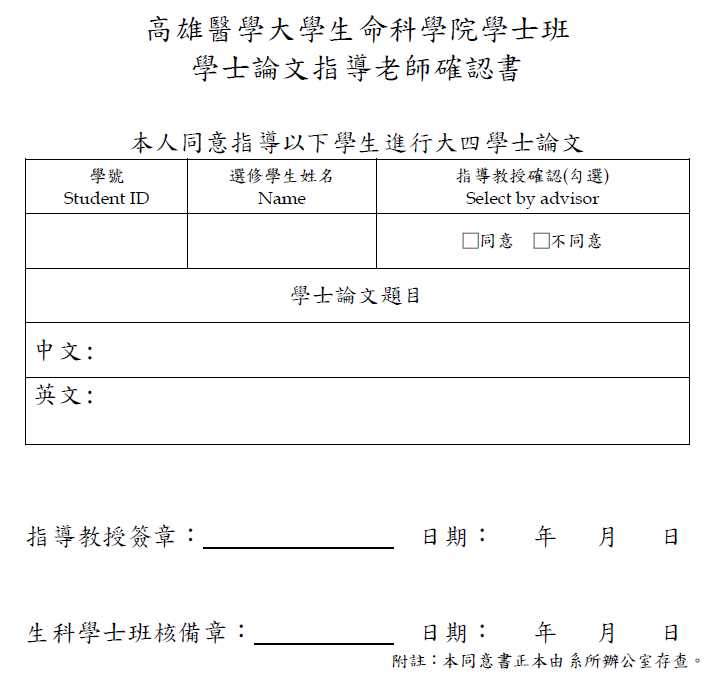 高雄醫學大學生命科學院學士班
學士論文指導老師確認書
本人同意指導以下學生進行大四學士論文
學號 選修學生姓名 指導教授確認(勾選)
Student ID Name Select by advisor
□同意 □不同意
學士論文題目
中文:
英文:
指導教授簽章： 日期： 年 月 日
生科學士班核備章： 日期： 年 月 日
附註：本同意書正本由系所辦公室存查。